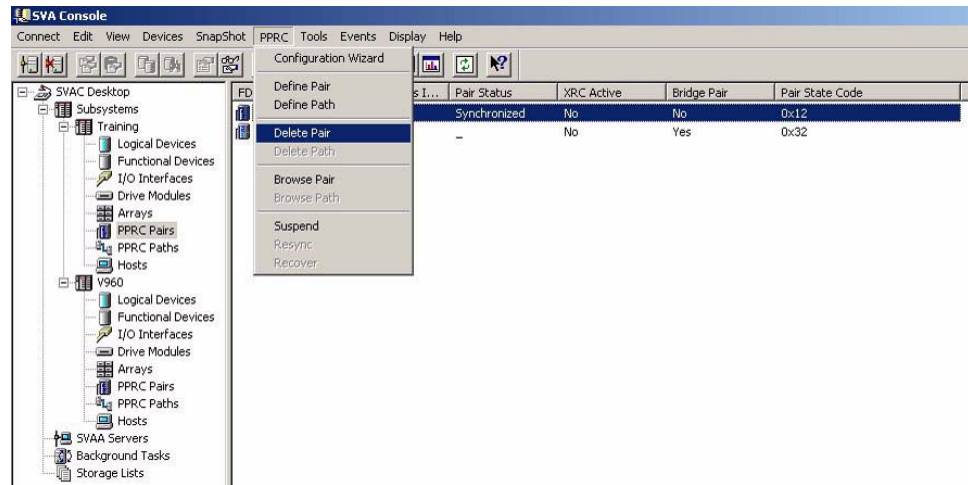 SVA Console
Connect Edit View Devices SnapShot PPRC Tools Events Display Help
Configuration Wizard
Define Pair
Define Path
Delete Pair
Delete Path
Browse Pair
Browse Path
Suspend
Resync
Recover
SVAC Desktop
Subsystems
Training
Logical Devices
Functional Devices
I/O Interfaces
Drive Modules
Arrays
PPRC Pairs
PPRC Paths
Hosts
V960
Logical Devices
Functional Devices
I/O Interfaces
Drive Modules
Arrays
PPRC Pairs
PPRC Paths
Hosts
SVAA Servers
Background Tasks
Storage Lists
FD s I... Pair Status XRC Active Bridge Pair Pair State Code
Synchronized No No 0x12
_ No Yes 0x32